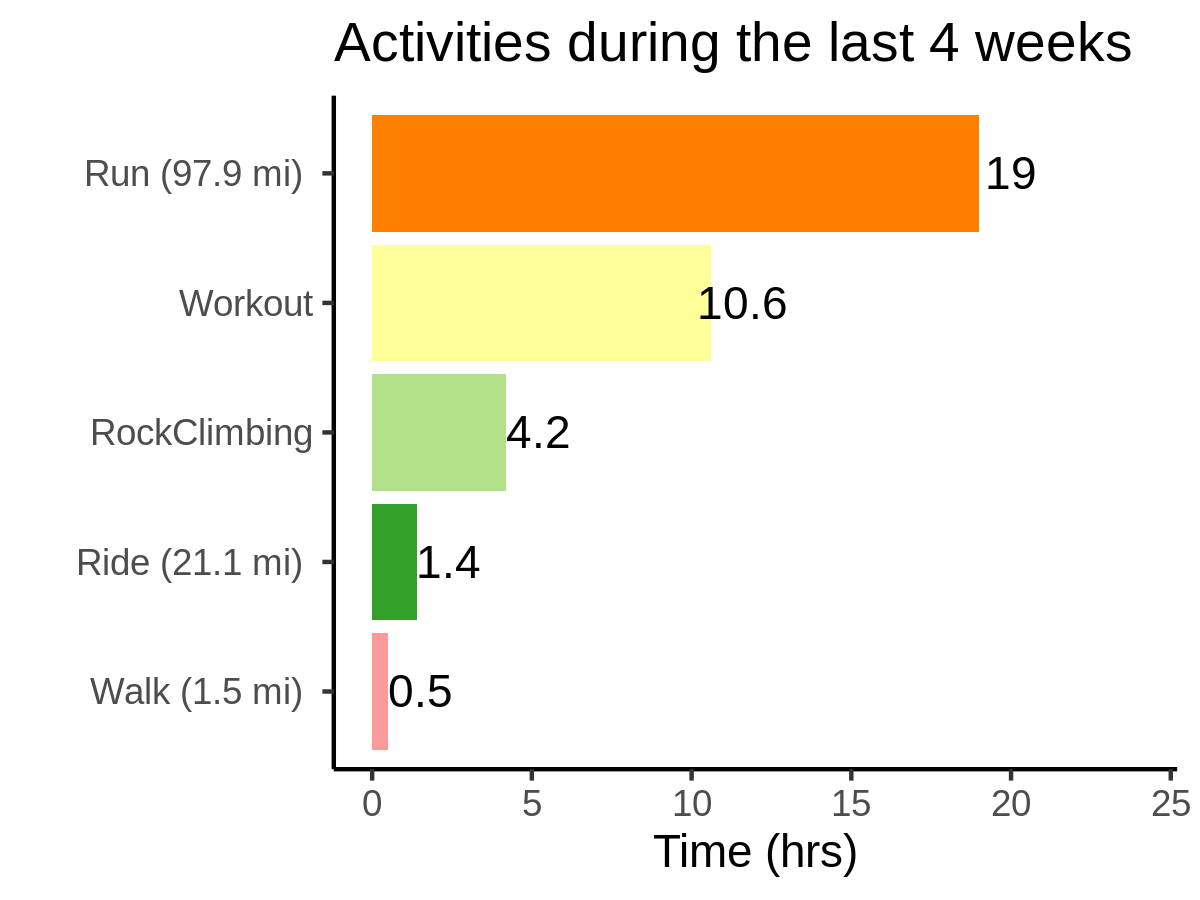 Activities during the last 4 weeks
Run (97.9 mi)
19
Workout
10.6
RockClimbing
4.2
Ride (21.1 mi)
1.4
Walk (1.5 mi)
0.5
0 5 10 15 20 25
Time (hrs)